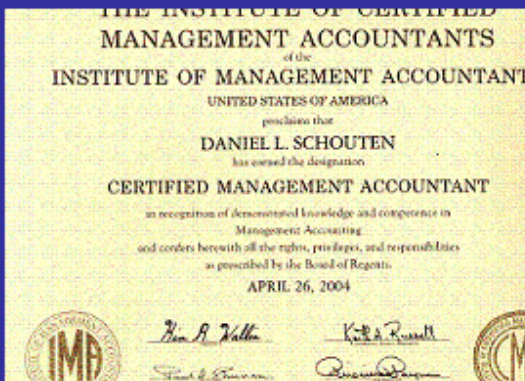 THE INSTITUTE OF CERTIFIED
MANAGEMENT ACCOUNTANTS
of the
INSTITUTE OF MANAGEMENT ACCOUNTANT
UNITED STATES OF AMERICA
proclaims that
DANIEL L. SCHOUTEN
has earned the designation
CERTIFIED MANAGEMENT ACCOUNTANT
in recognition of demonstrated knowledge and competence in
Management Accounting
and confers herewith all the rights, privileges, and responsibilities
as prescribed by the Board of Regents.
APRIL 26, 2004
IMA